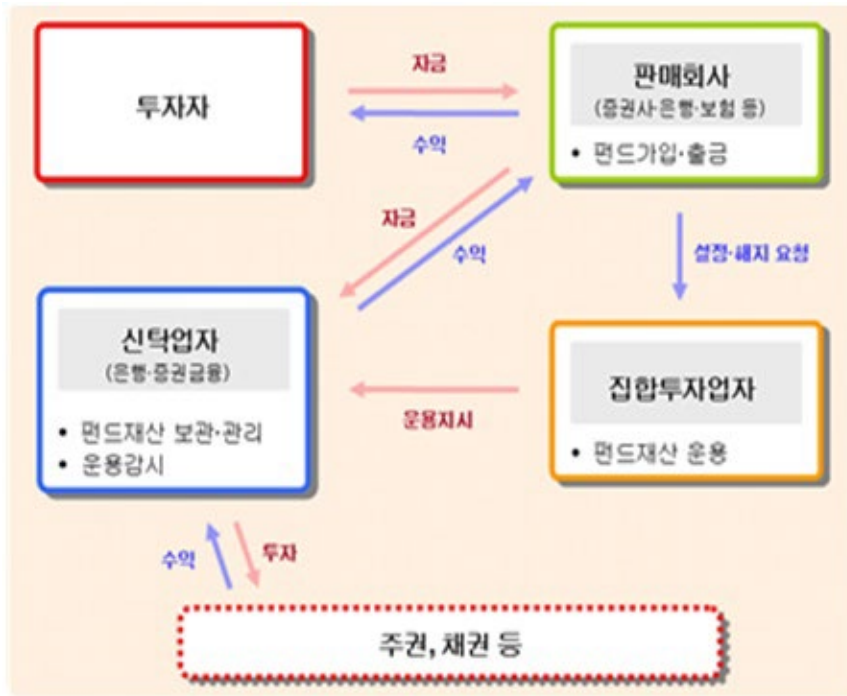 투자자
자금
수익
판매회사
(증권사·은행·보험 등)
• 펀드가입·출금
자금
수익
설정·해지 요청
신탁업자
(은행·증권금융)
• 펀드재산 보관·관리
• 운용감시
운용지시
집합투자업자
• 펀드재산 운용
수익
투자
주권, 채권 등